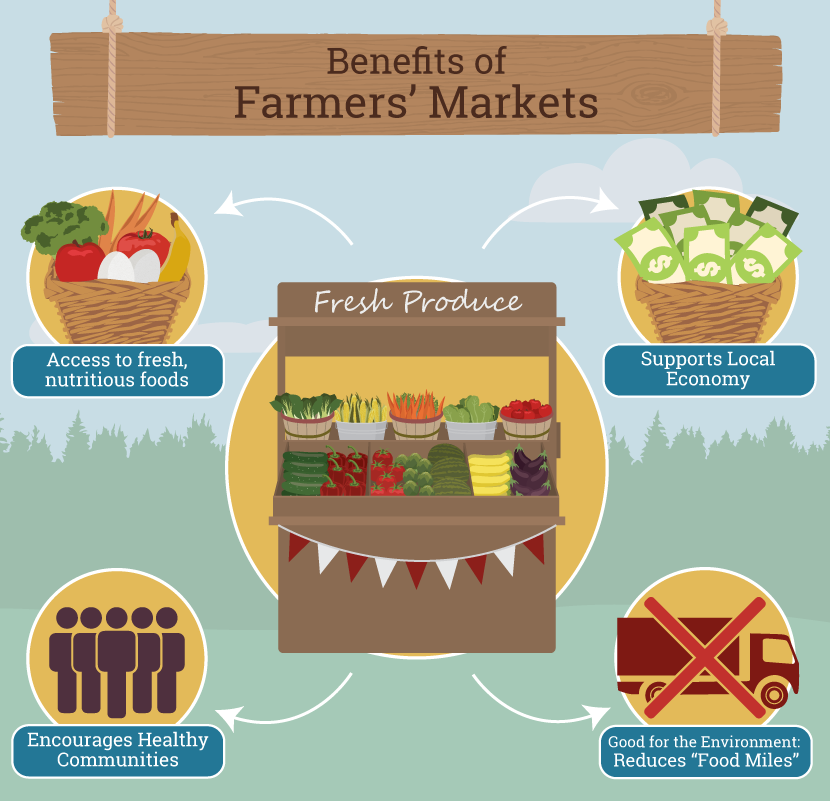 Benefits of
Farmers’ Markets
Fresh Produce
Access to fresh,
nutritious foods
Supports Local
Economy
$ $ $
Encourages Healthy
Communities
Good for the Environment:
Reduces “Food Miles”